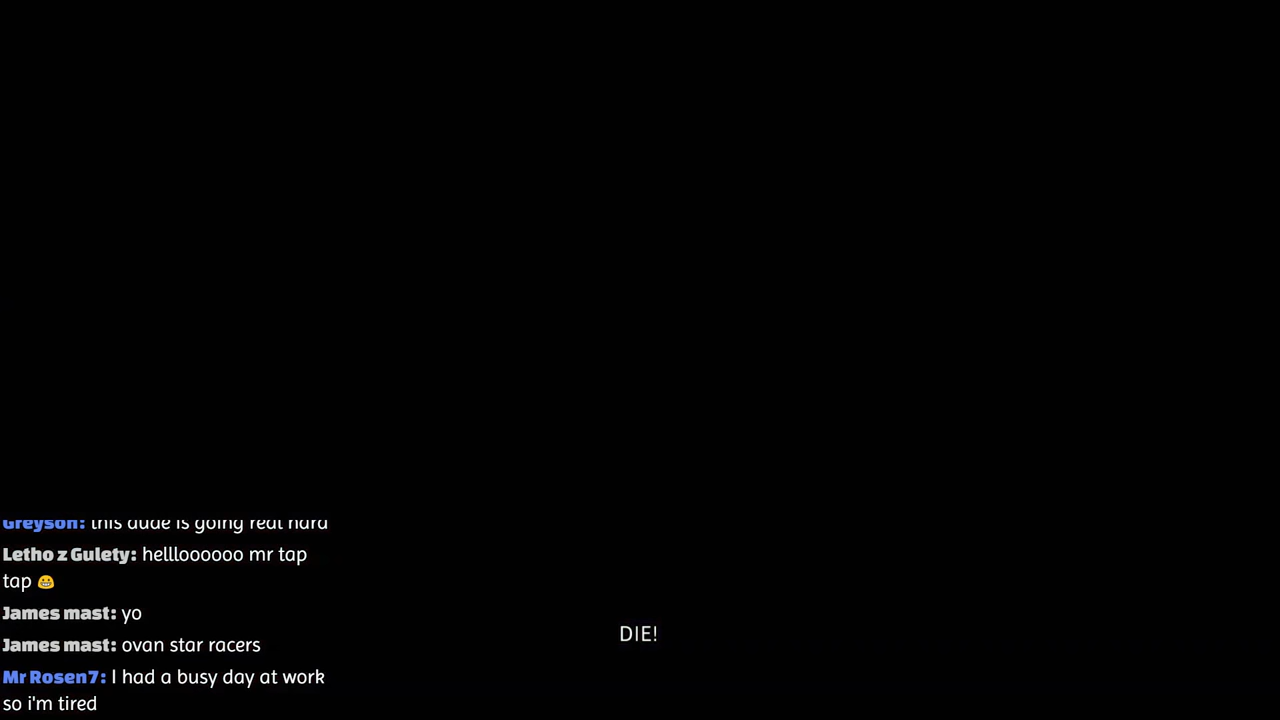 Greyson: this dude is going real hard
Letho z Gulety: hellloooooo mr tap
tap 😀
James mast: yo
James mast: ovan star racers
DIE!
Mr Rosen7: I had a busy day at work
so i'm tired